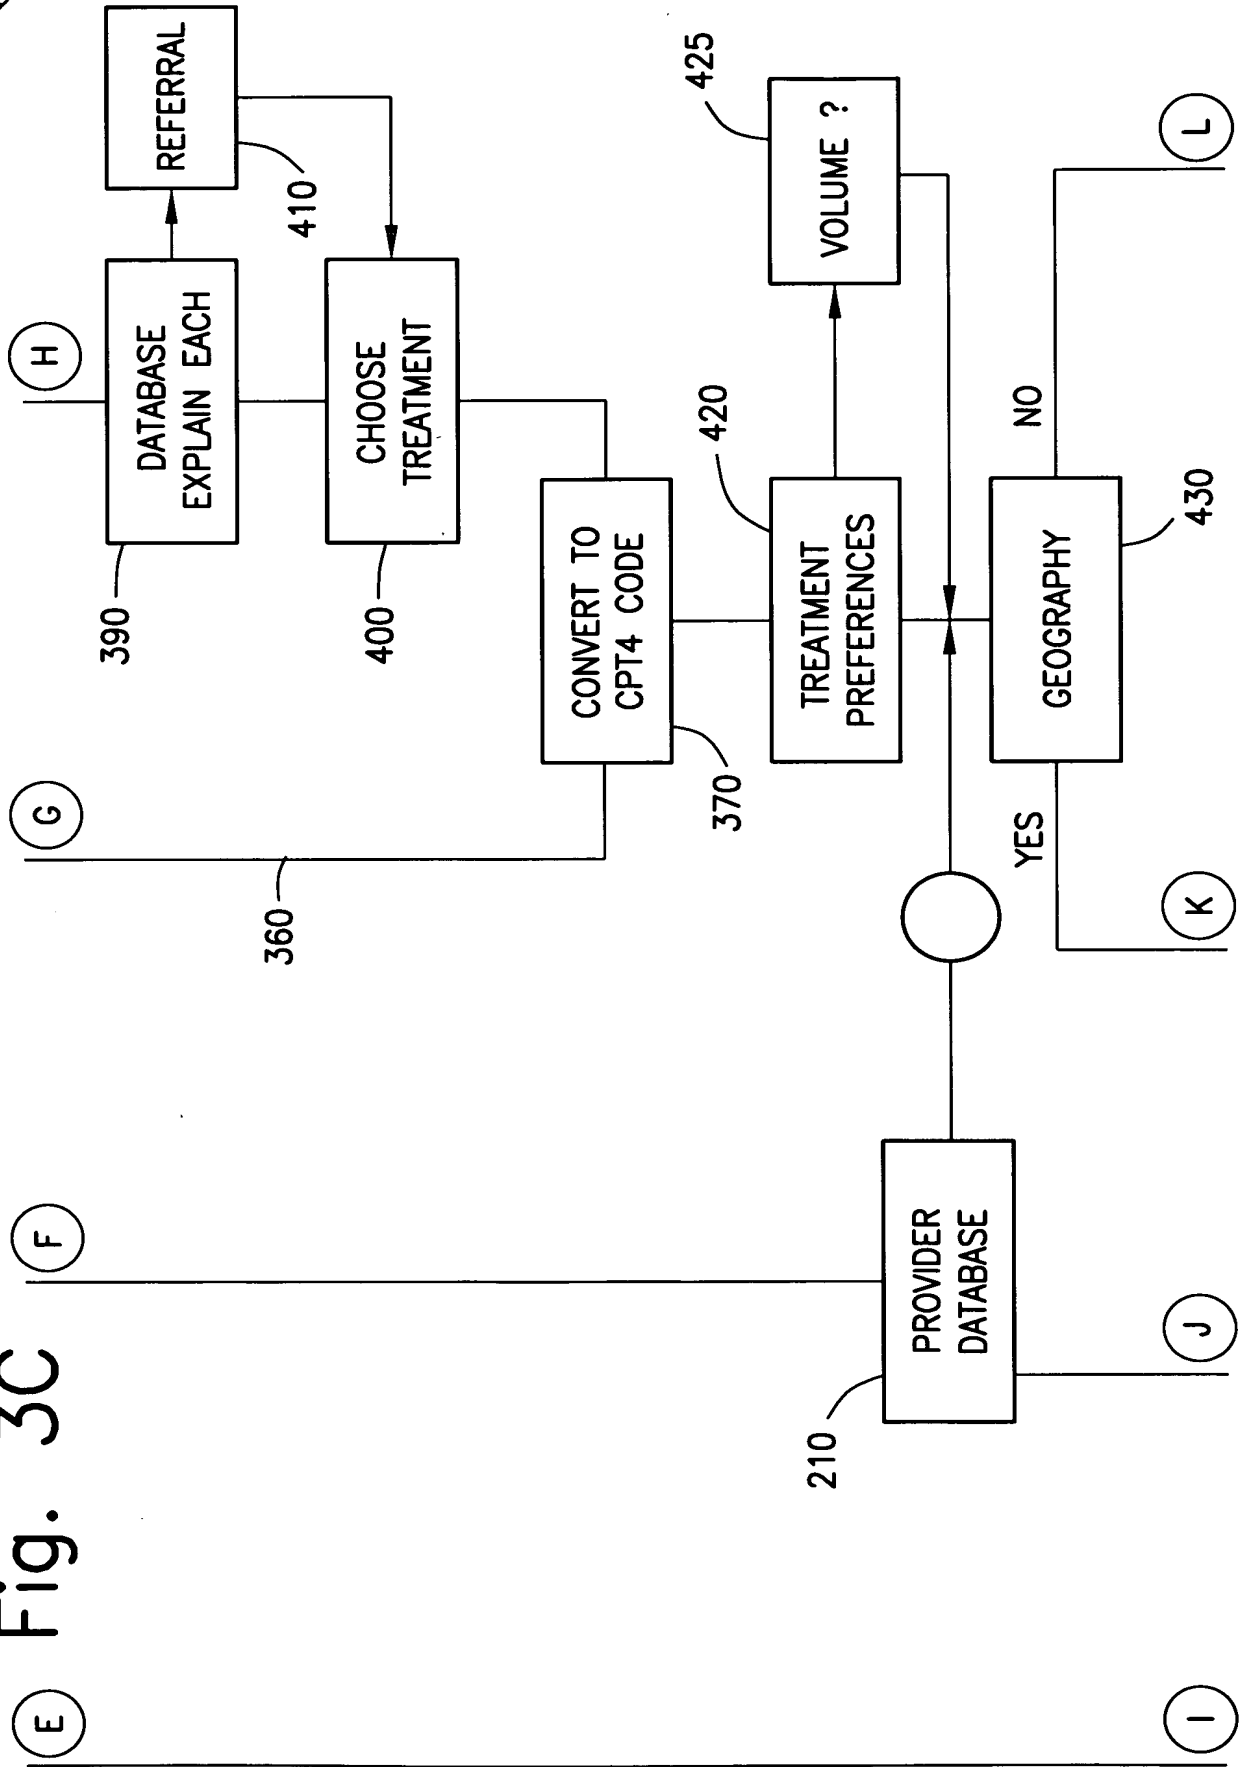 Fig. 3C
E
F
G
H
360
390
DATABASE
EXPLAIN EACH
REFERRAL
410
400
CHOOSE
TREATMENT
CONVERT TO
CPT4 CODE
370
420
TREATMENT
PREFERENCES
425
VOLUME ?
210
PROVIDER
DATABASE
GEOGRAPHY
430
YES
NO
I
J
K
L